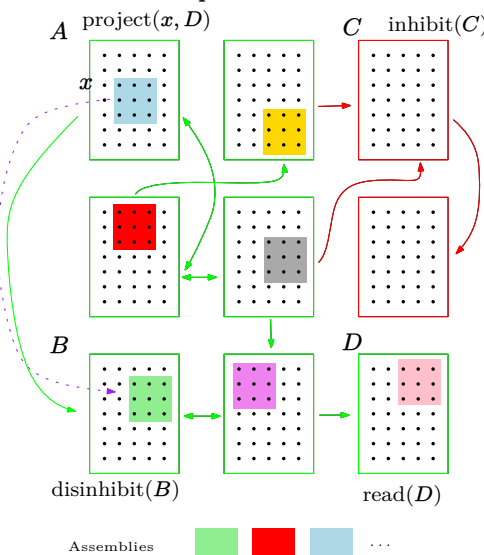 project(x, D)
A
C
inhibit(C)
x
B
D
disinhibit(B)
read(D)
Assemblies
...